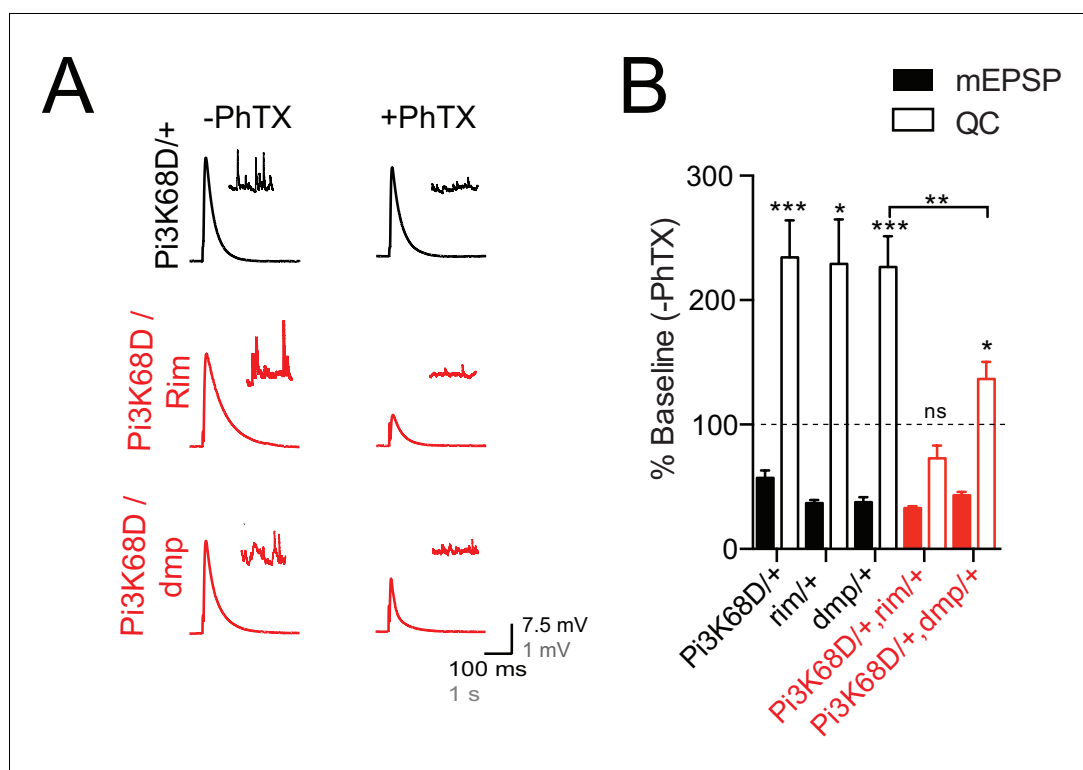 A
-PhTX +PhTX
Pi3K68D/+
Pi3K68D /
Rim
Pi3K68D /
dmp
7.5 mV
1 mV
100 ms
1 s
B
mEPSP
QC
% Baseline (-PhTX)
300
200
100
0
***
*
***
**
ns
*
Pi3K68D/+
rim/+
dmp/+
Pi3K68D/+,rim/+
Pi3K68D/+,dmp/+